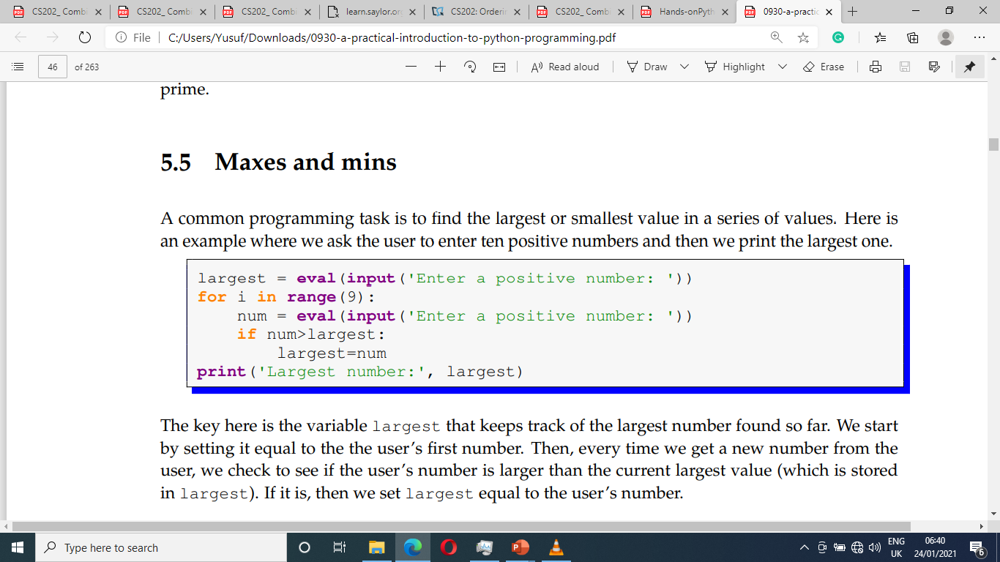 CS202_ Combi
CS202_ Combi
CS202_ Combi
learn.saylor.or
CS202: Orderin
CS202_ Combi
Hands-onPyth
0930-a-practic
File | C:/Users/Yusuf/Downloads/0930-a-practical-introduction-to-python-programming.pdf
46 of 263 Read aloud Draw Highlight Erase
prime.
5.5 Maxes and mins
A common programming task is to find the largest or smallest value in a series of values. Here is
an example where we ask the user to enter ten positive numbers and then we print the largest one.
largest = eval(input('Enter a positive number: '))
for i in range(9):
    num = eval(input('Enter a positive number: '))
    if num>largest:
        largest=num
print('Largest number:', largest)
The key here is the variable largest that keeps track of the largest number found so far. We start
by setting it equal to the the user's first number. Then, every time we get a new number from the
user, we check to see if the user's number is larger than the current largest value (which is stored
in largest). If it is, then we set largest equal to the user's number.
Type here to search
ENG
UK
06:40
24/01/2021
6